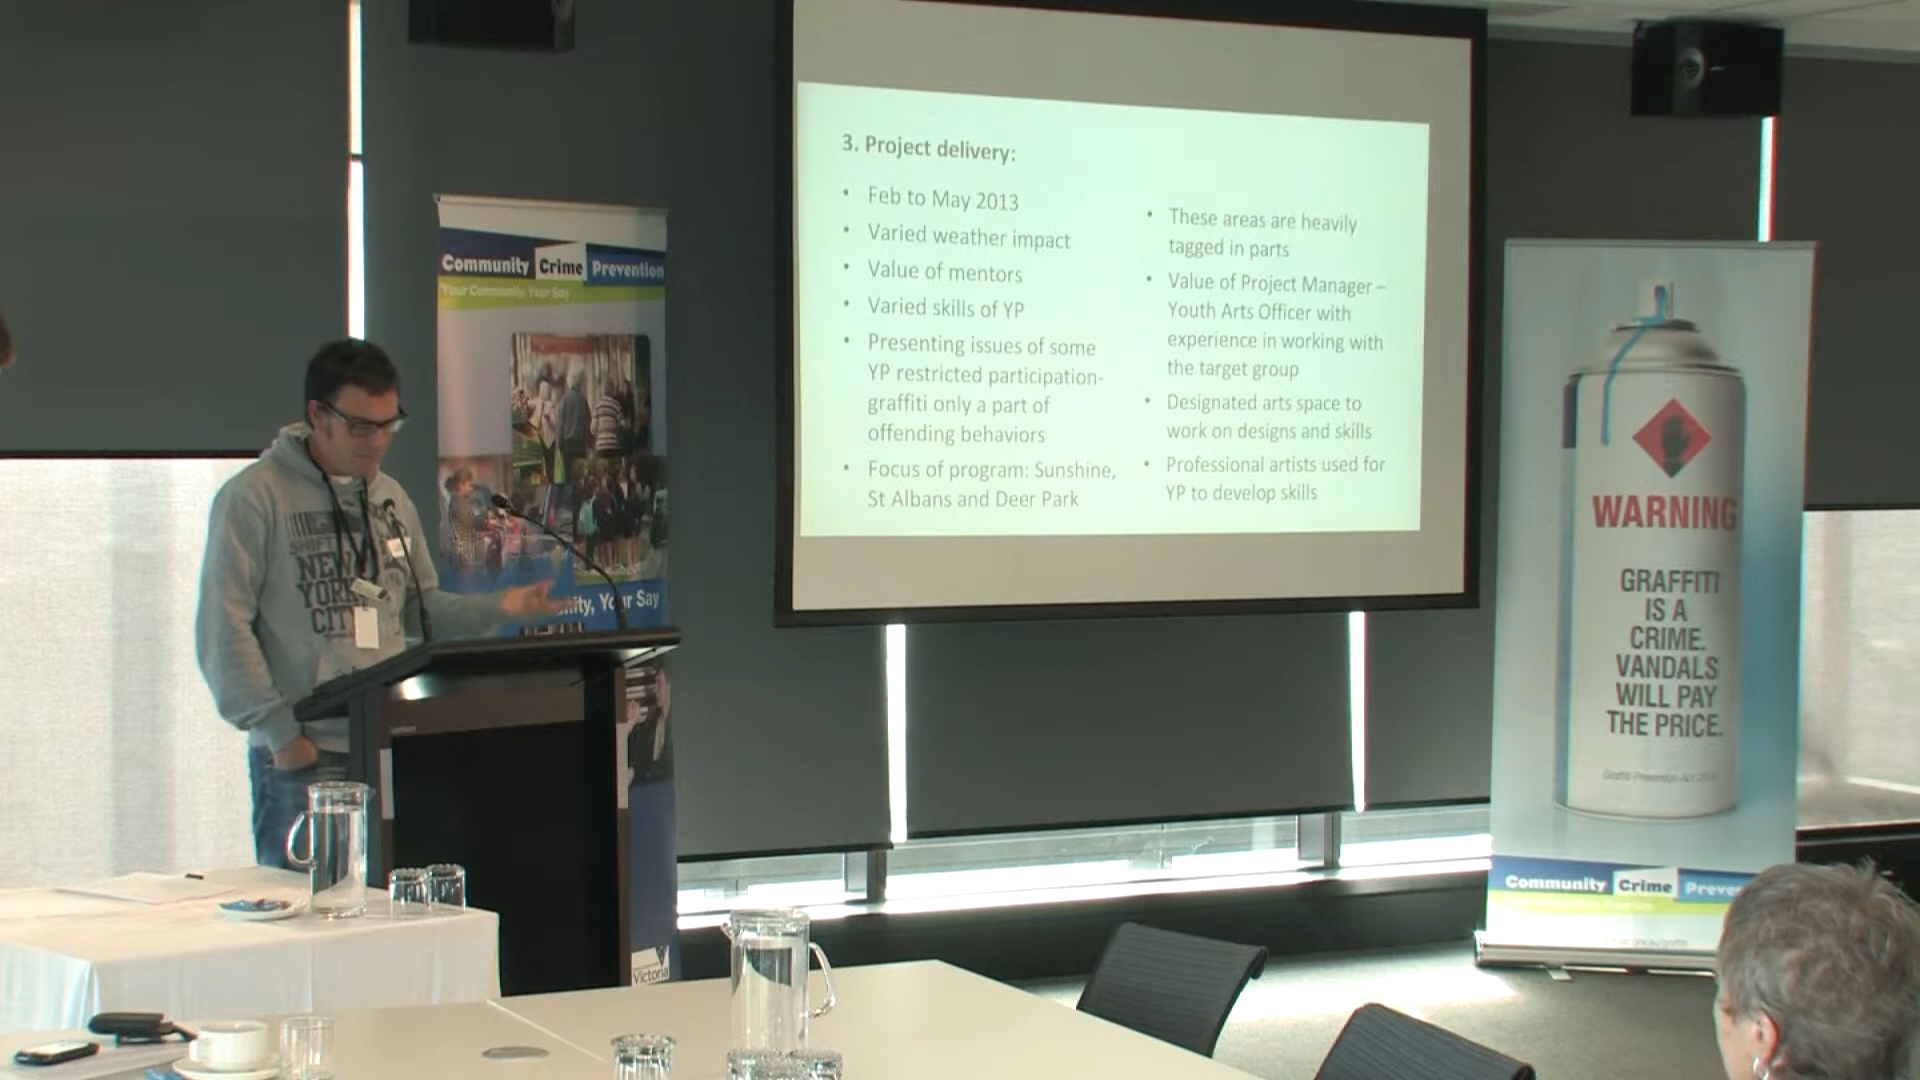 3. Project delivery:
• Feb to May 2013
• Varied weather impact
• Value of mentors
• Varied skills of YP
• Presenting issues of some
YP restricted participation-
graffiti only a part of
offending behaviors
• Focus of program: Sunshine,
St Albans and Deer Park
• These areas are heavily
tagged in parts
• Value of Project Manager –
Youth Arts Officer with
experience in working with
the target group
• Designated arts space to
work on designs and skills
• Professional artists used for
YP to develop skills
Community Crime Prevention
Your Community, Your Say
Your Say
Victoria
NEW
YORK
CITY
WARNING
GRAFFITI
IS A
CRIME.
VANDALS
WILL PAY
THE PRICE.
Graffiti Prevention Act
Community Crime